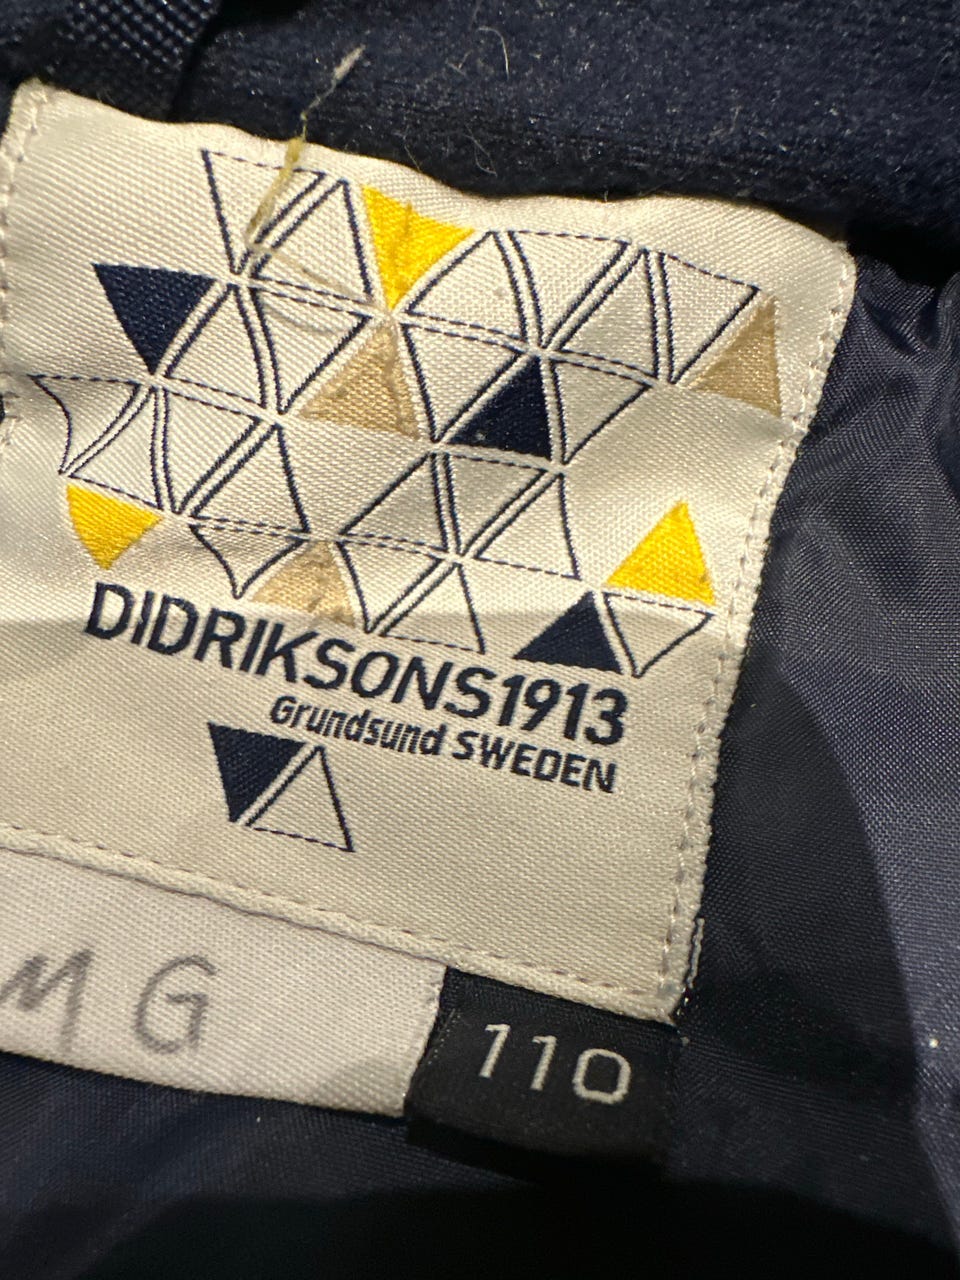 DIDRIKSONS1913
Grundsund SWEDEN
M G
110